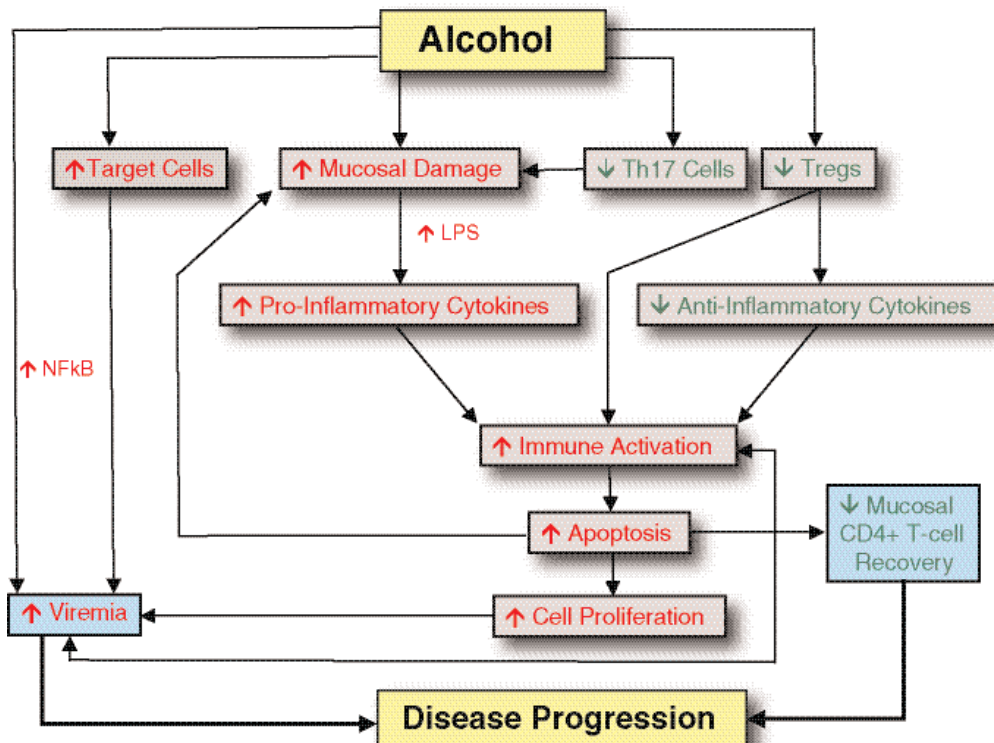 Alcohol
↑ Target Cells
↑ Mucosal Damage
↓ Th17 Cells
↓ Tregs
↑ LPS
↑ Pro-Inflammatory Cytokines
↓ Anti-Inflammatory Cytokines
↑ NFkB
↑ Immune Activation
↑ Apoptosis
↓ Mucosal
CD4+ T-cell
Recovery
↑ Viremia
↑ Cell Proliferation
Disease Progression